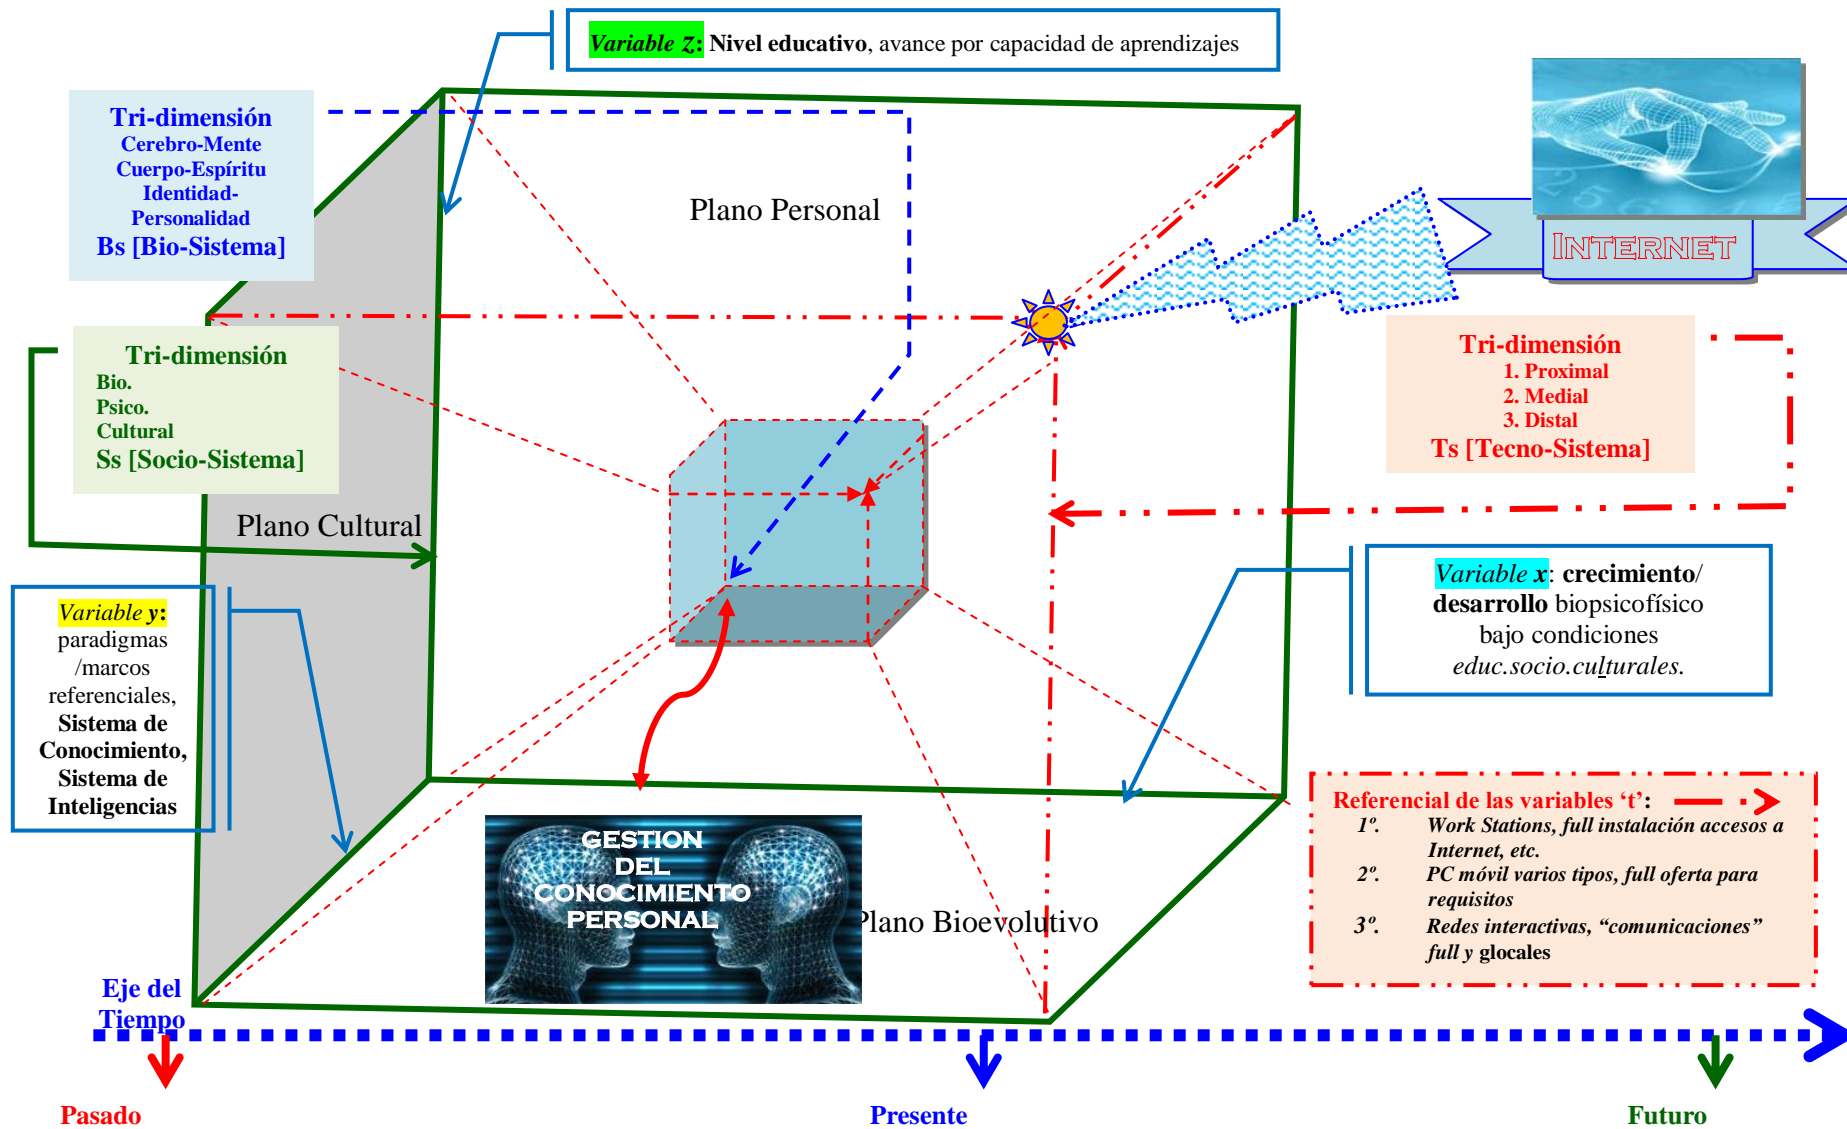 Variable z: Nivel educativo, avance por capacidad de aprendizajes
Tri-dimensión
Cerebro-Mente
Cuerpo-Espíritu
Identidad-
Personalidad
Bs [Bio-Sistema]
Plano Personal
INTERNET
Tri-dimensión
Bio.
Psico.
Cultural
Ss [Socio-Sistema]
Tri-dimensión
1. Proximal
2. Medial
3. Distal
Ts [Tecno-Sistema]
Plano Cultural
Variable y:
paradigmas
/marcos
referenciales,
Sistema de
Conocimiento,
Sistema de
Inteligencias
Variable x: crecimiento/
desarrollo biopsicofísico
bajo condiciones
educ.socio.culturales.
Referencial de las variables ‘t’:
1º. Work Stations, full instalación accesos a
Internet, etc.
2º. PC móvil varios tipos, full oferta para
requisitos
3º. Redes interactivas, “comunicaciones”
full y glocales
GESTION
DEL
CONOCIMIENTO
PERSONAL
Plano Bioevolutivo
Eje del
Tiempo
Pasado
Presente
Futuro